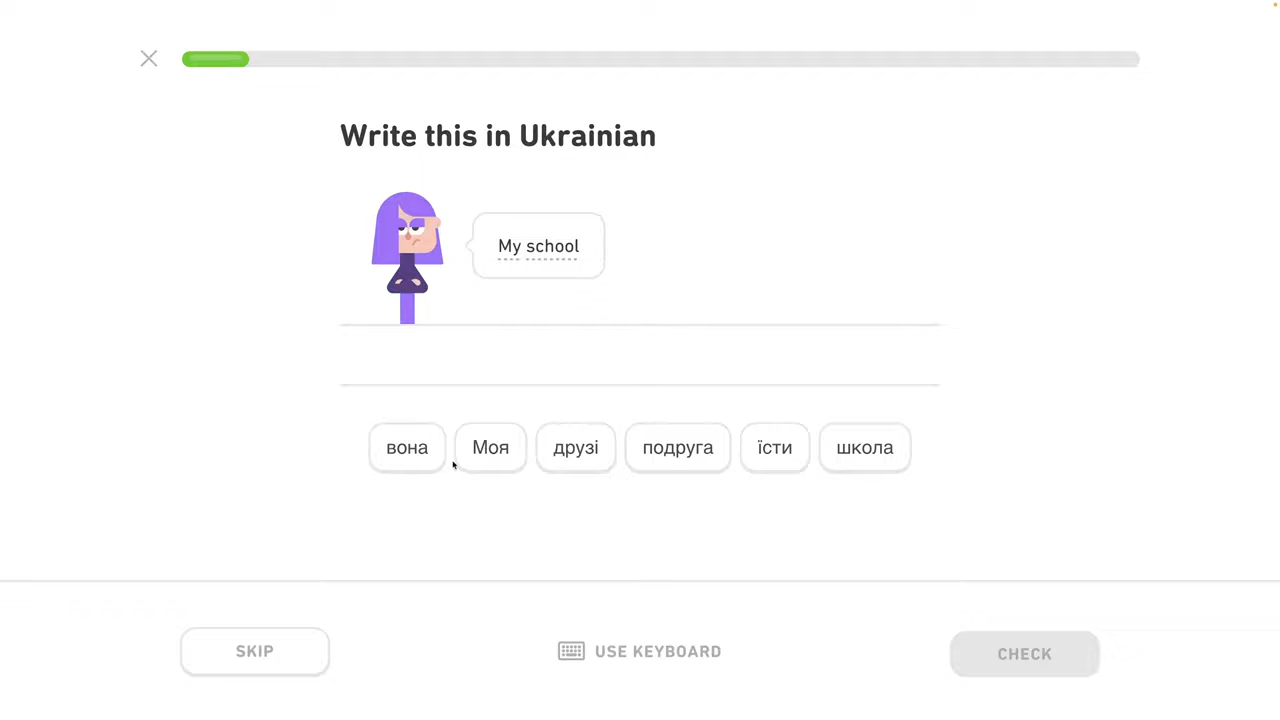 Write this in Ukrainian
My school
вона Моя друзі подруга їсти школа
SKIP USE KEYBOARD CHECK